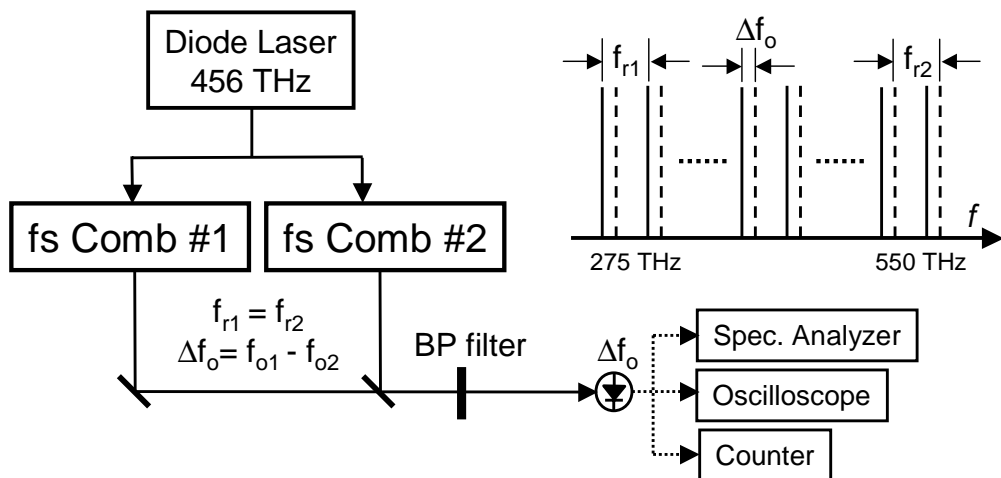 Diode Laser
456 THz
fs Comb #1
fs Comb #2
f_r1 = f_r2
Δf_o= f_o1 - f_o2
BP filter
Δf_o
Spec. Analyzer
Oscilloscope
Counter
f_r1
Δf_o
f_r2
f
275 THz
550 THz